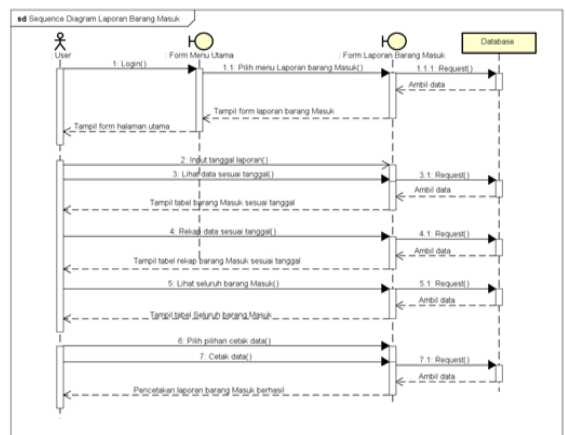 sd Sequence Diagram Laporan Barang Masuk
: User
: Form Menu Utama
: Form Laporan Barang Masuk
Database
1: Login()
1.1: Pilih menu Laporan barang Masuk()
1.1.1: Request()
Ambil data
Tampil form laporan barang Masuk
Tampil form halaman utama
2: Input tanggal laporan()
3: Lihat data sesuai tanggal()
3.1: Request()
Ambil data
Tampil tabel barang Masuk sesuai tanggal
4: Rekap data sesuai tanggal()
4.1: Request()
Ambil data
Tampil tabel rekap barang Masuk sesuai tanggal
5: Lihat seluruh barang Masuk()
5.1: Request()
Ambil data
Tampil tabel Seluruh barang Masuk
6: Pilih pilihan cetak data()
7: Cetak data()
7.1: Request()
Ambil data
Pencetakan laporan barang Masuk berhasil